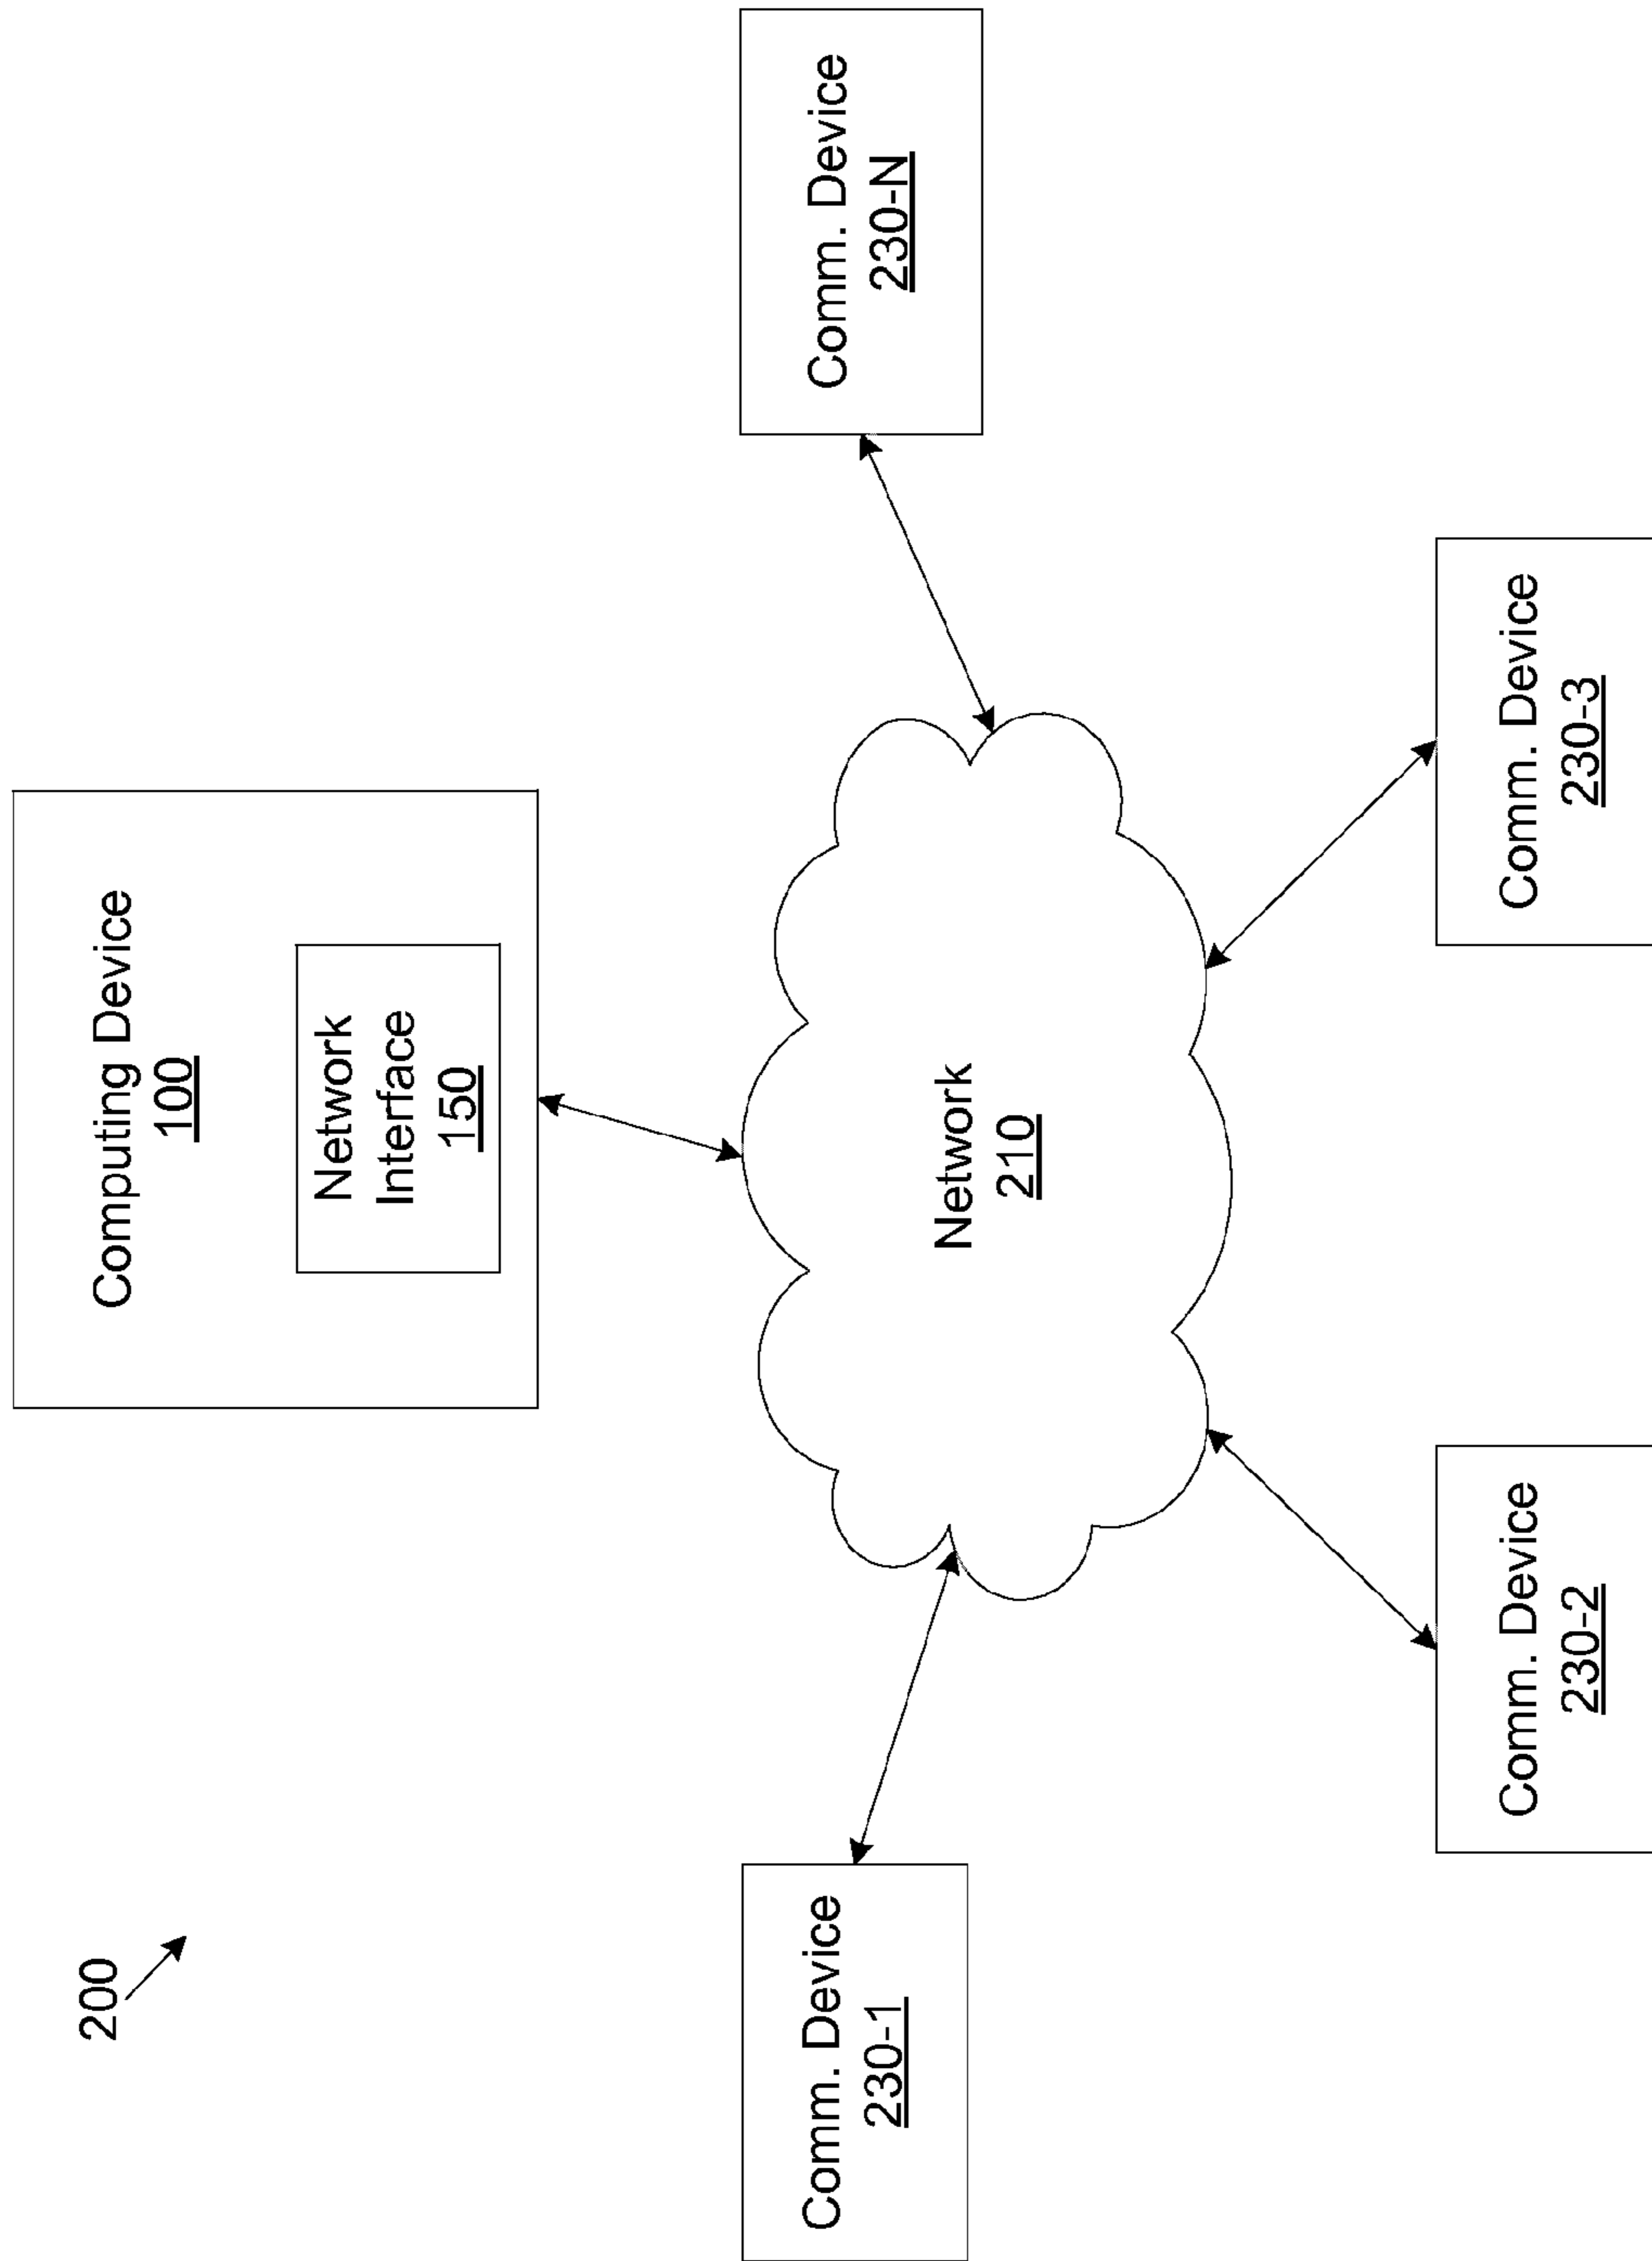 200
Computing Device
100
Network
Interface
150
Network
210
Comm. Device
230-1
Comm. Device
230-N
Comm. Device
230-2
Comm. Device
230-3